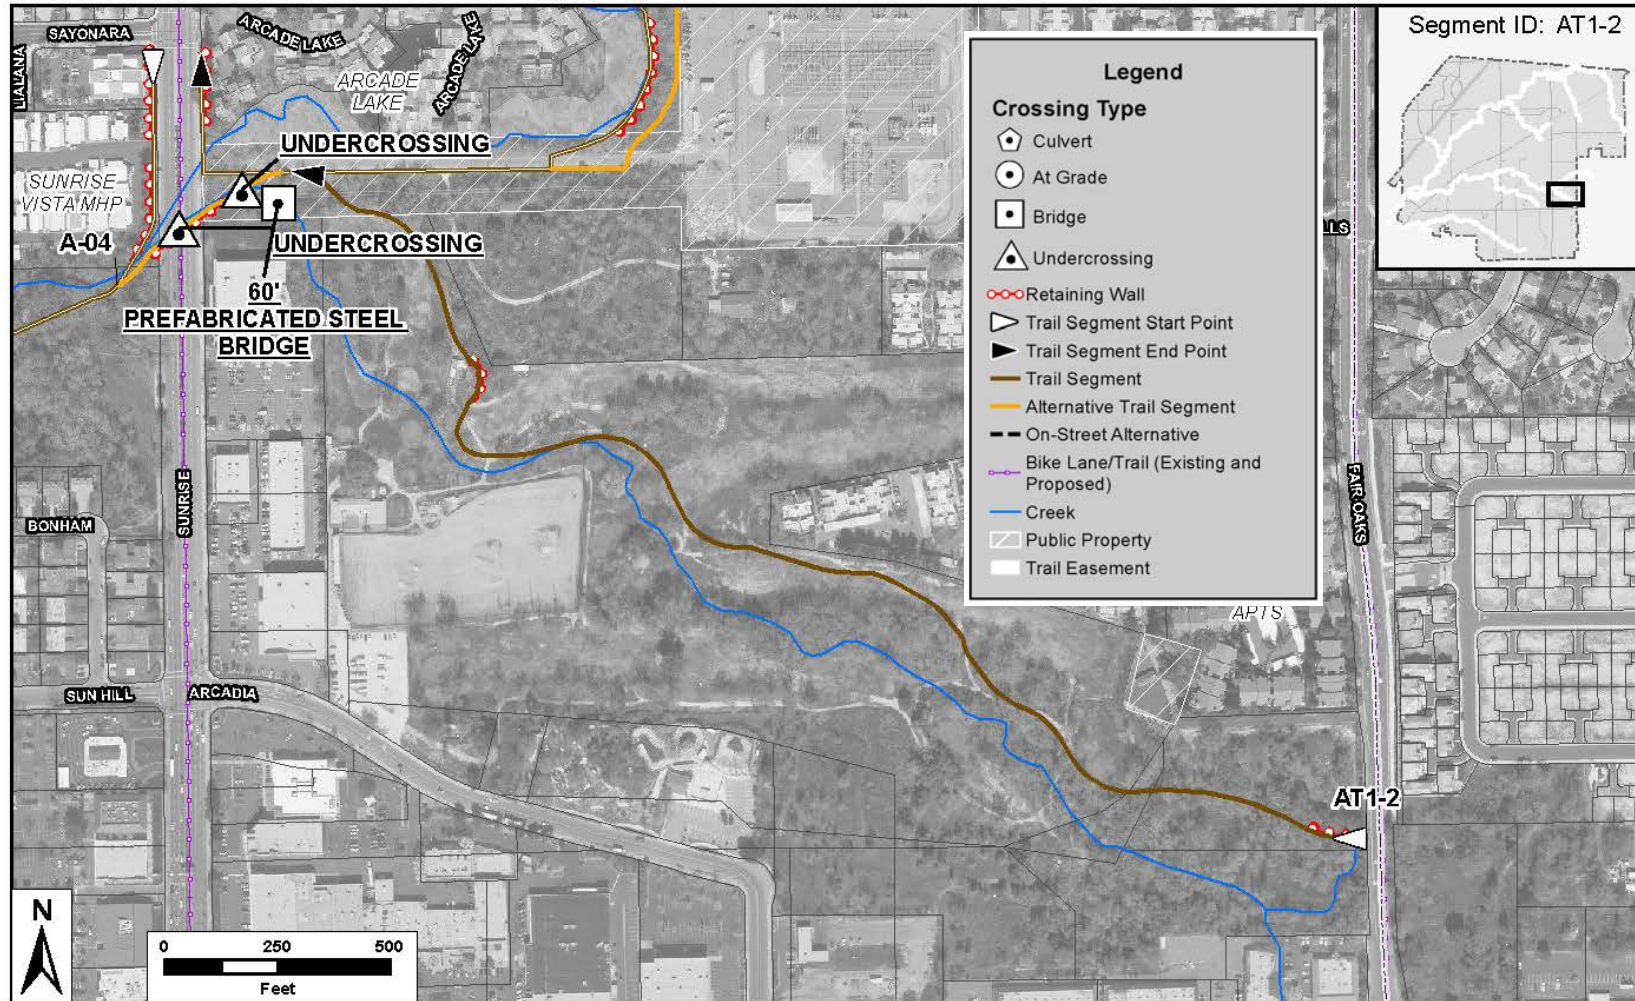 SAYONARA
LIALANA
ARCADE LAKE
ARCADE LAKE
ARCADE LAKE
ARCADE
LAKE
UNDERCROSSING
SUNRISE
VISTA MHP
A-04
UNDERCROSSING
60'
PREFABRICATED STEEL
BRIDGE
SUNRISE
BONHAM
SUN HILL
ARCADIA
FAIR OAKS
LLS
APTS
AT1-2
Legend
Crossing Type
Culvert
At Grade
Bridge
Undercrossing
Retaining Wall
Trail Segment Start Point
Trail Segment End Point
Trail Segment
Alternative Trail Segment
On-Street Alternative
Bike Lane/Trail (Existing and
Proposed)
Creek
Public Property
Trail Easement
Segment ID: AT1-2
N
0 250 500
Feet